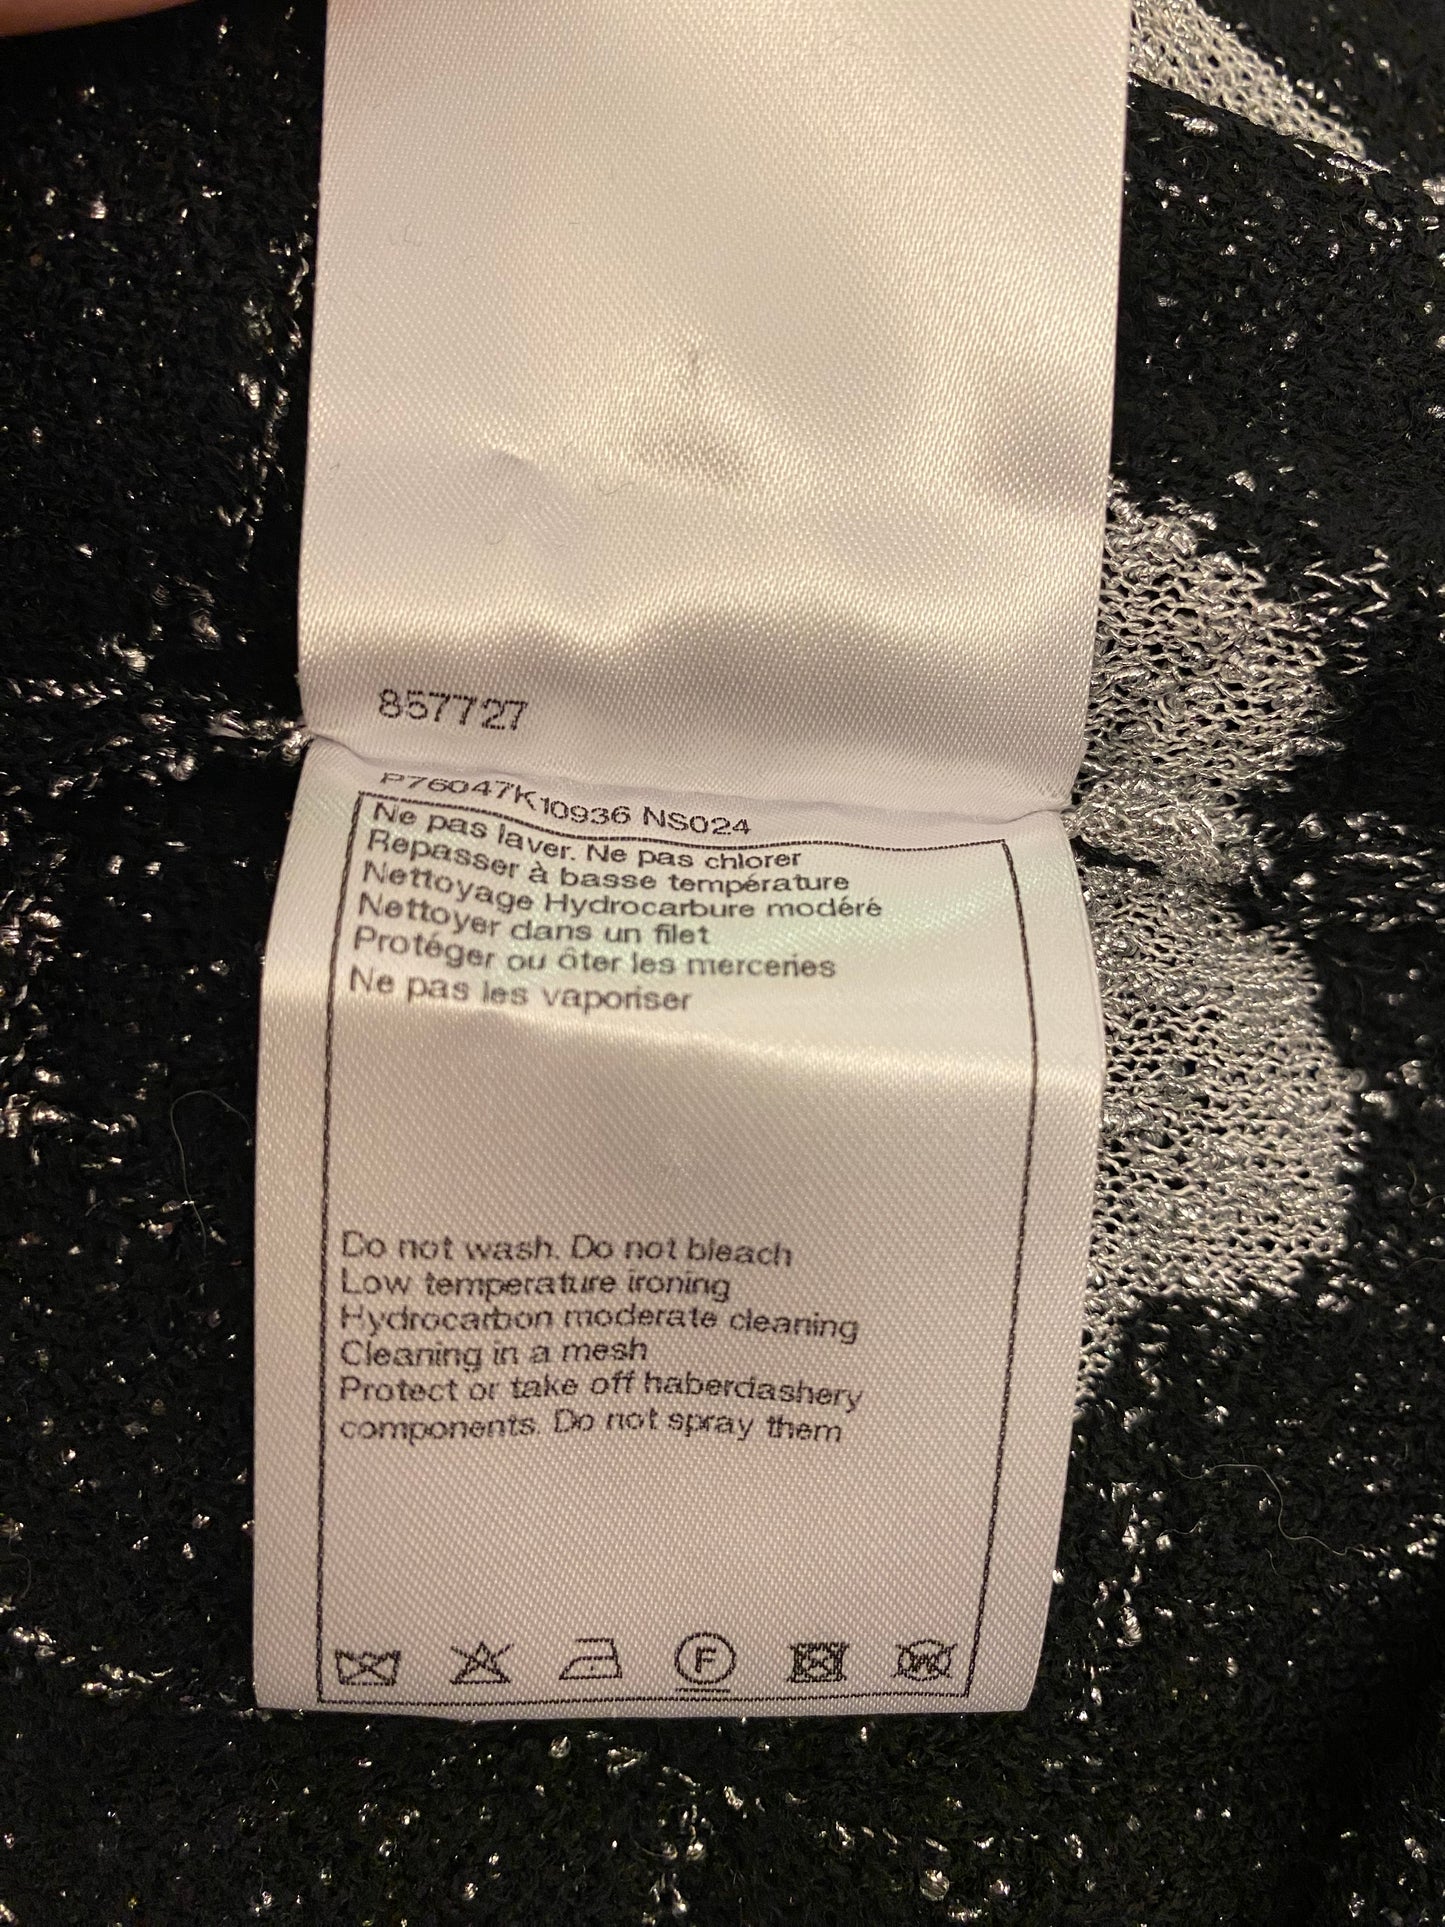 857727
P76047K10936 NS024
Ne pas laver. Ne pas chlorer
Repasser à basse température
Nettoyage Hydrocarbure modéré
Nettoyer dans un filet
Protéger ou ôter les merceries
Ne pas les vaporiser
Do not wash. Do not bleach
Low temperature ironing
Hydrocarbon moderate cleaning
Cleaning in a mesh
Protect or take off haberdashery
components. Do not spray them
F W